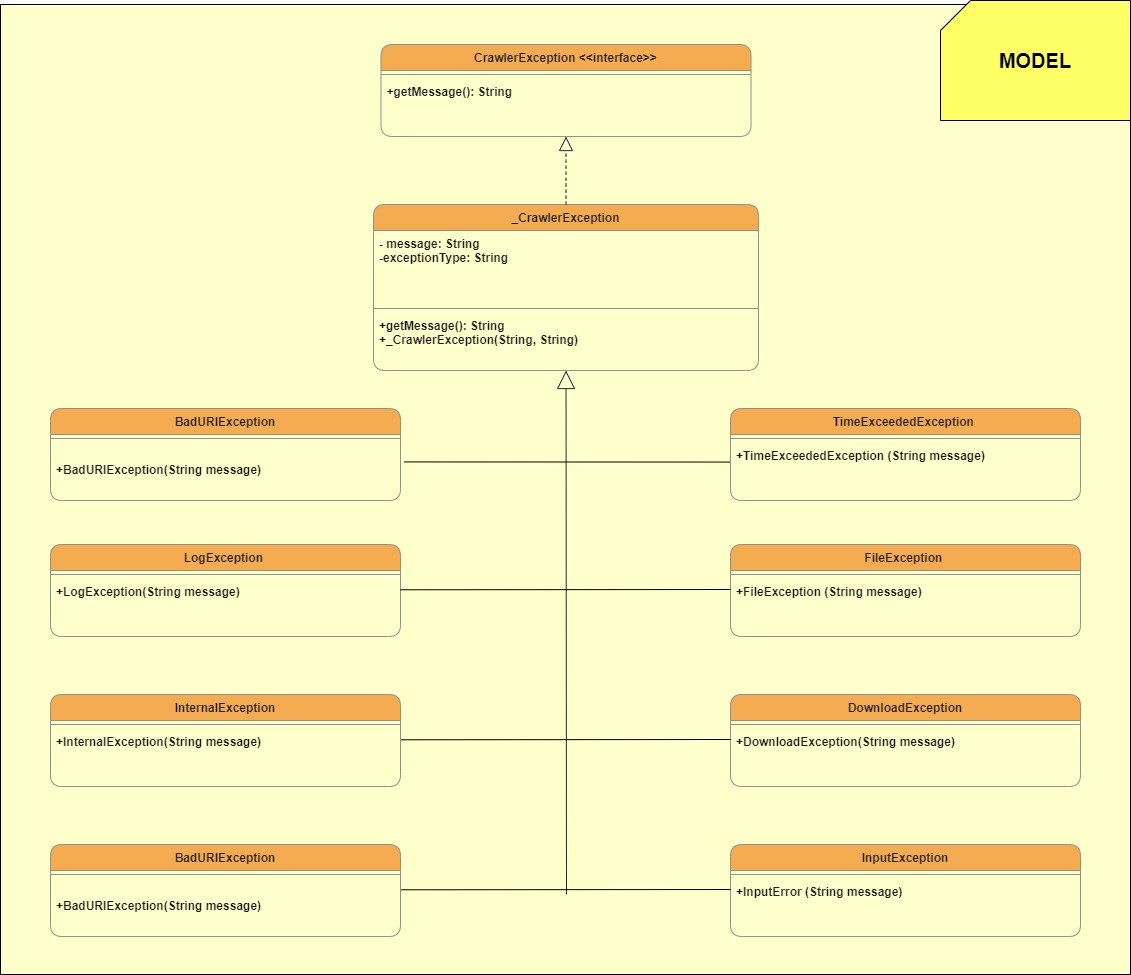 MODEL
CrawlerException <<interface>>
+getMessage(): String
_CrawlerException
- message: String
-exceptionType: String
+getMessage(): String
+_CrawlerException(String, String)
BadURIException
+BadURIException(String message)
TimeExceededException
+TimeExceededException (String message)
LogException
+LogException(String message)
FileException
+FileException (String message)
InternalException
+InternalException(String message)
DownloadException
+DownloadException(String message)
BadURIException
+BadURIException(String message)
InputException
+InputError (String message)